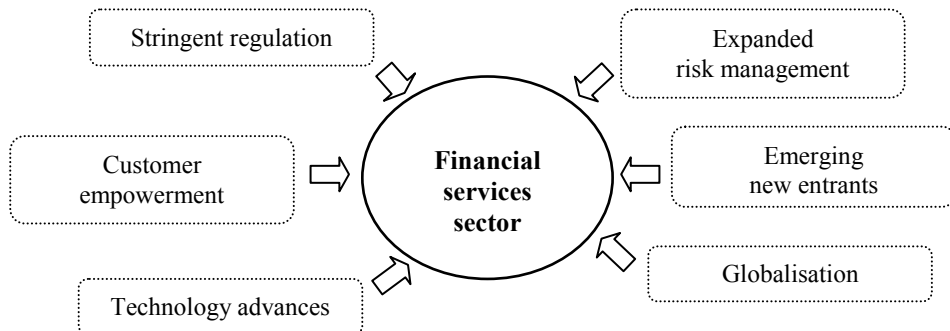 Stringent regulation
Expanded
risk management
Customer
empowerment
Financial
services
sector
Emerging
new entrants
Technology advances
Globalisation